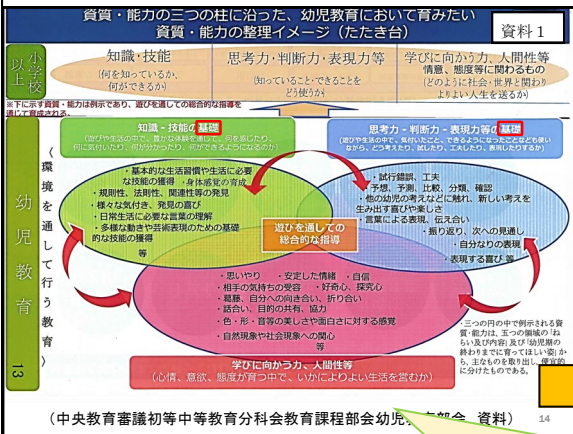 資質・能力の三つの柱に沿った、幼児教育において育みたい
資質・能力の整理イメージ（たたき台）
資料１
小学校
以上
知識・技能
(何を知っているか、
何ができるか)
思考力・判断力・表現力等
(知っていること・できることを
どう使うか)
学びに向かう力、人間性等
情意、態度等に関わるもの
(どのように社会・世界と関わり
よりよい人生を送るか)
※下に示す資質・能力は例示であり、遊びを通しての総合的な指導を
通じて育成される。
幼児教育
〈環境を通して行う教育〉
知識・技能の基礎
(遊びや生活の中で、豊かな体験を通じて、何を感じたり、
何に気付いたり、何が分かったり、何ができるようになるのか)
思考力・判断力・表現力等の基礎
(遊びや生活の中で、気付いたこと、できるようになったことなども使い
ながら、どう考えたり、試したり、工夫したり、表現したりするか)
・基本的な生活習慣や生活に必要
な技能の獲得 ・身体感覚の育成
・規則性、法則性、関連性等の発見
・様々な気付き、発見の喜び
・日常生活に必要な言葉の理解
・多様な動きや芸術表現のための基礎
的な技能の獲得
等
・試行錯誤、工夫
・予想、予測、比較、分類、確認
・他の幼児の考えなどに触れ、新しい考えを
生み出す喜びや楽しさ
・言葉による表現、伝え合い
・振り返り、次への見通し
・自分なりの表現
・表現する喜び 等
遊びを通しての
総合的な指導
・思いやり ・安定した情緒 ・自信
・相手の気持ちの受容 ・好奇心、探究心
・葛藤、自分への向き合い、折り合い
・話合い、目的の共有、協力
・色・形・音等の美しさや面白さに対する感覚
・自然現象や社会現象への関心
等
学びに向かう力、人間性等
(心情、意欲、態度が育つ中で、いかによりよい生活を営むか)
・三つの円の中で例示される資
質・能力は、五つの領域の「ね
らい及び内容」及び「幼児期の
終わりまでに育ってほしい姿」か
ら、主なものを取り出し、便宜的
に分けたものである。
13
（中央教育審議初等中等教育分科会教育課程部会幼児 部会 資料）
14